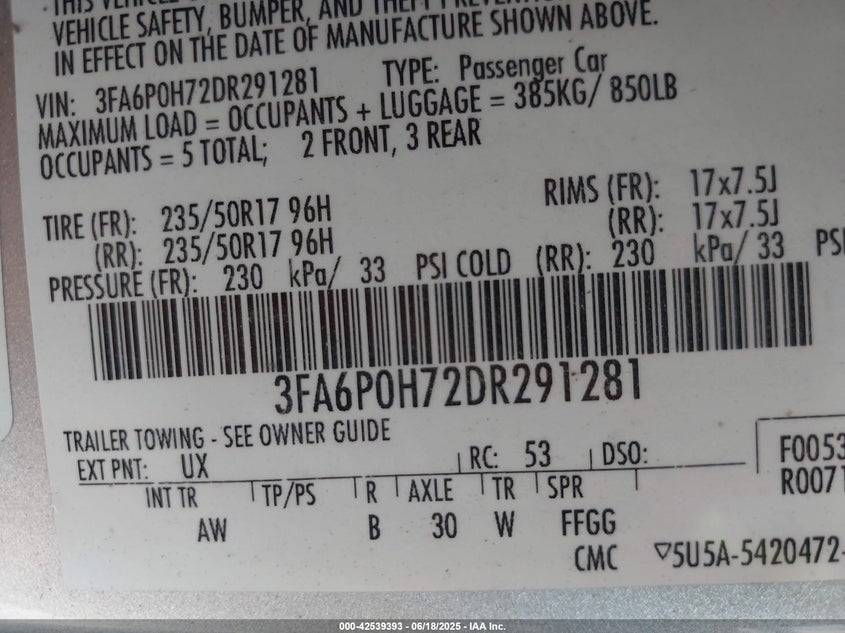 THIS VEHICLE
VEHICLE SAFETY, BUMPER, AND THEFT
IN EFFECT ON THE DATE OF MANUFACTURE SHOWN ABOVE.
VIN: 3FA6P0H72DR291281 TYPE: Passenger Car
MAXIMUM LOAD = OCCUPANTS + LUGGAGE = 385KG/ 850LB
OCCUPANTS = 5 TOTAL; 2 FRONT, 3 REAR
TIRE (FR): 235/50R17 96H RIMS (FR): 17x7.5J
(RR): 235/50R17 96H (RR): 17x7.5J
PRESSURE (FR): 230 kPa/ 33 PSI COLD (RR): 230 kPa/ 33 PSI
3FA6P0H72DR291281
TRAILER TOWING - SEE OWNER GUIDE
EXT PNT: UX RC: 53 DSO: F0053
INT TR TP/PS R AXLE TR SPR R0071
AW B 30 W FFGG
CMC ▽5U5A-5420472-
000-42539393 - 06/18/2025 - IAA Inc.